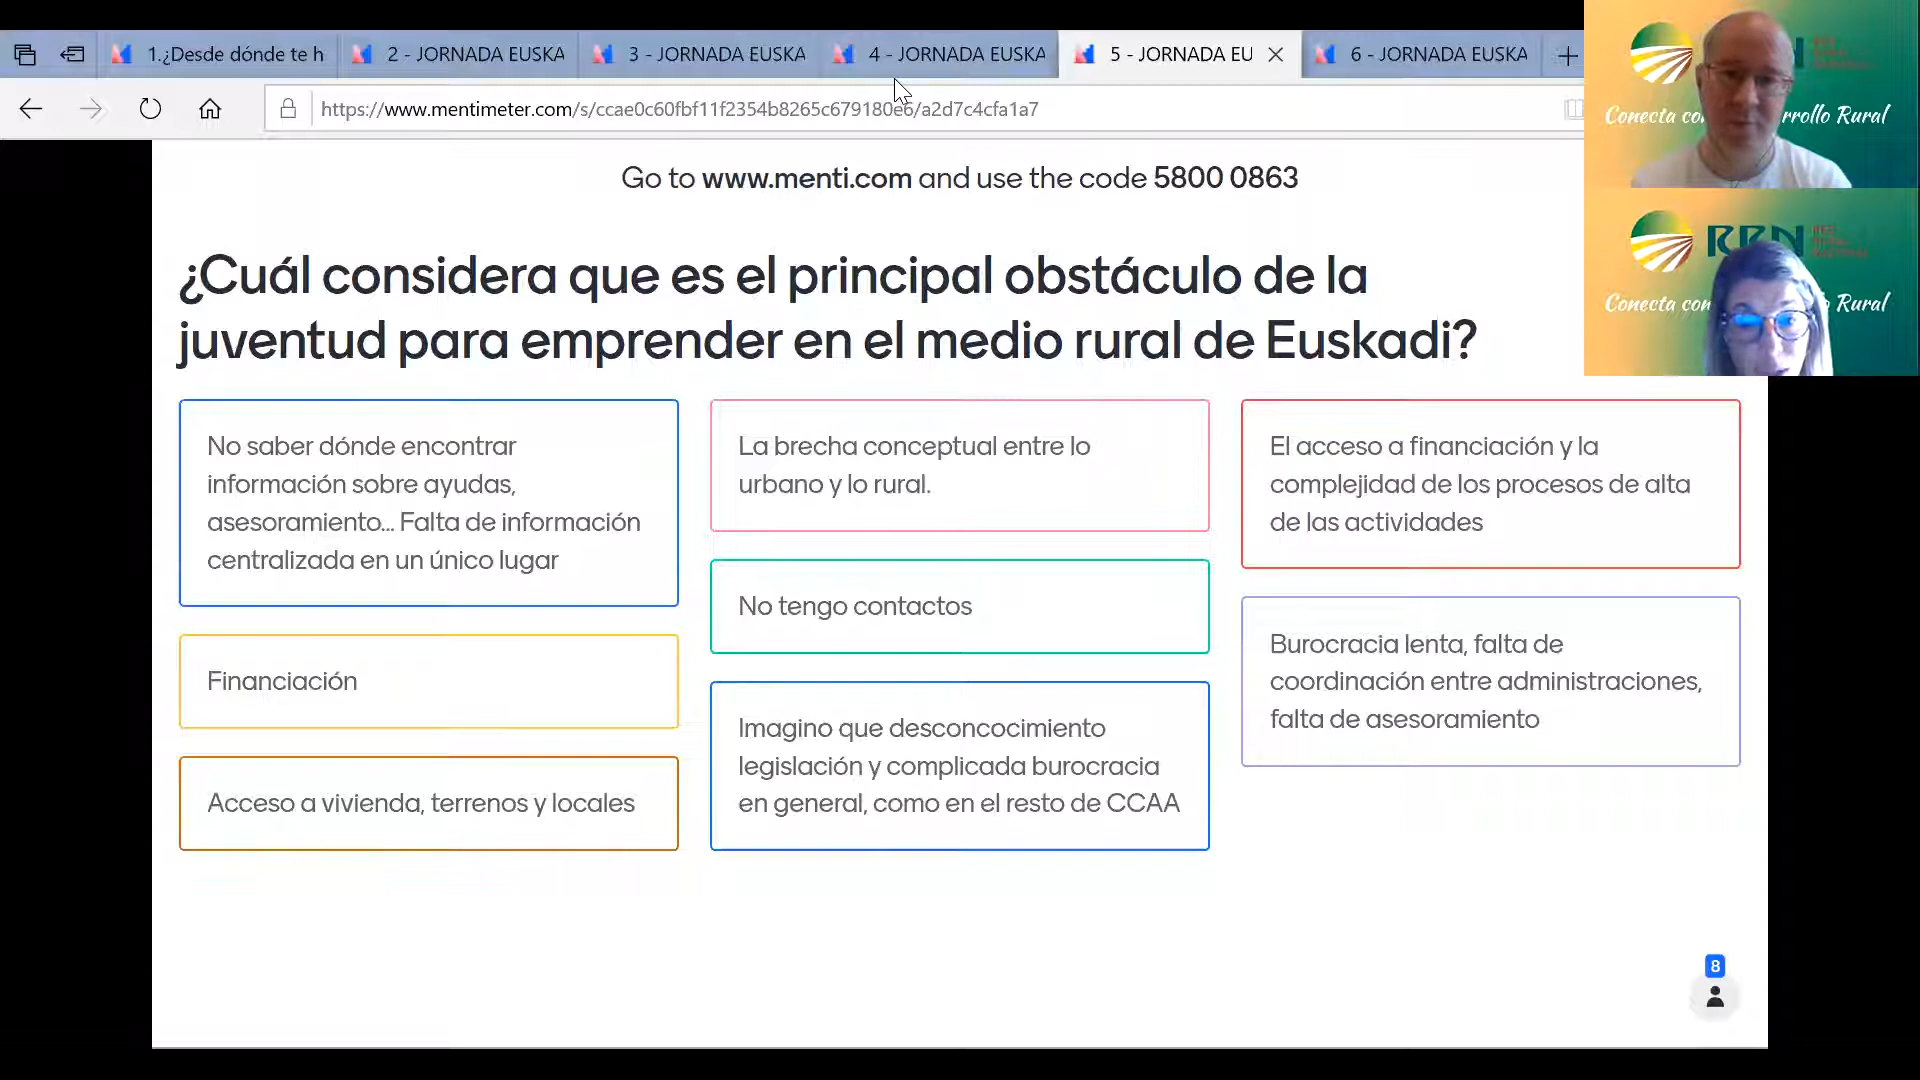 1.¿Desde dónde te h
2 - JORNADA EUSKA
3 - JORNADA EUSKA
4 - JORNADA EUSKA
5 - JORNADA EU
6 - JORNADA EUSKA
https://www.mentimeter.com/s/ccae0c60fbf11f2354b8265c679180e6/a2d7c4cfa1a7
Go to www.menti.com and use the code 5800 0863
¿Cuál considera que es el principal obstáculo de la
juventud para emprender en el medio rural de Euskadi?
No saber dónde encontrar
información sobre ayudas,
asesoramiento... Falta de información
centralizada en un único lugar
Financiación
Acceso a vivienda, terrenos y locales
La brecha conceptual entre lo
urbano y lo rural.
No tengo contactos
Imagino que desconcocimiento
legislación y complicada burocracia
en general, como en el resto de CCAA
El acceso a financiación y la
complejidad de los procesos de alta
de las actividades
Burocracia lenta, falta de
coordinación entre administraciones,
falta de asesoramiento
8
N
Conecta co rrollo Rural
RRN
Conecta con o Rural